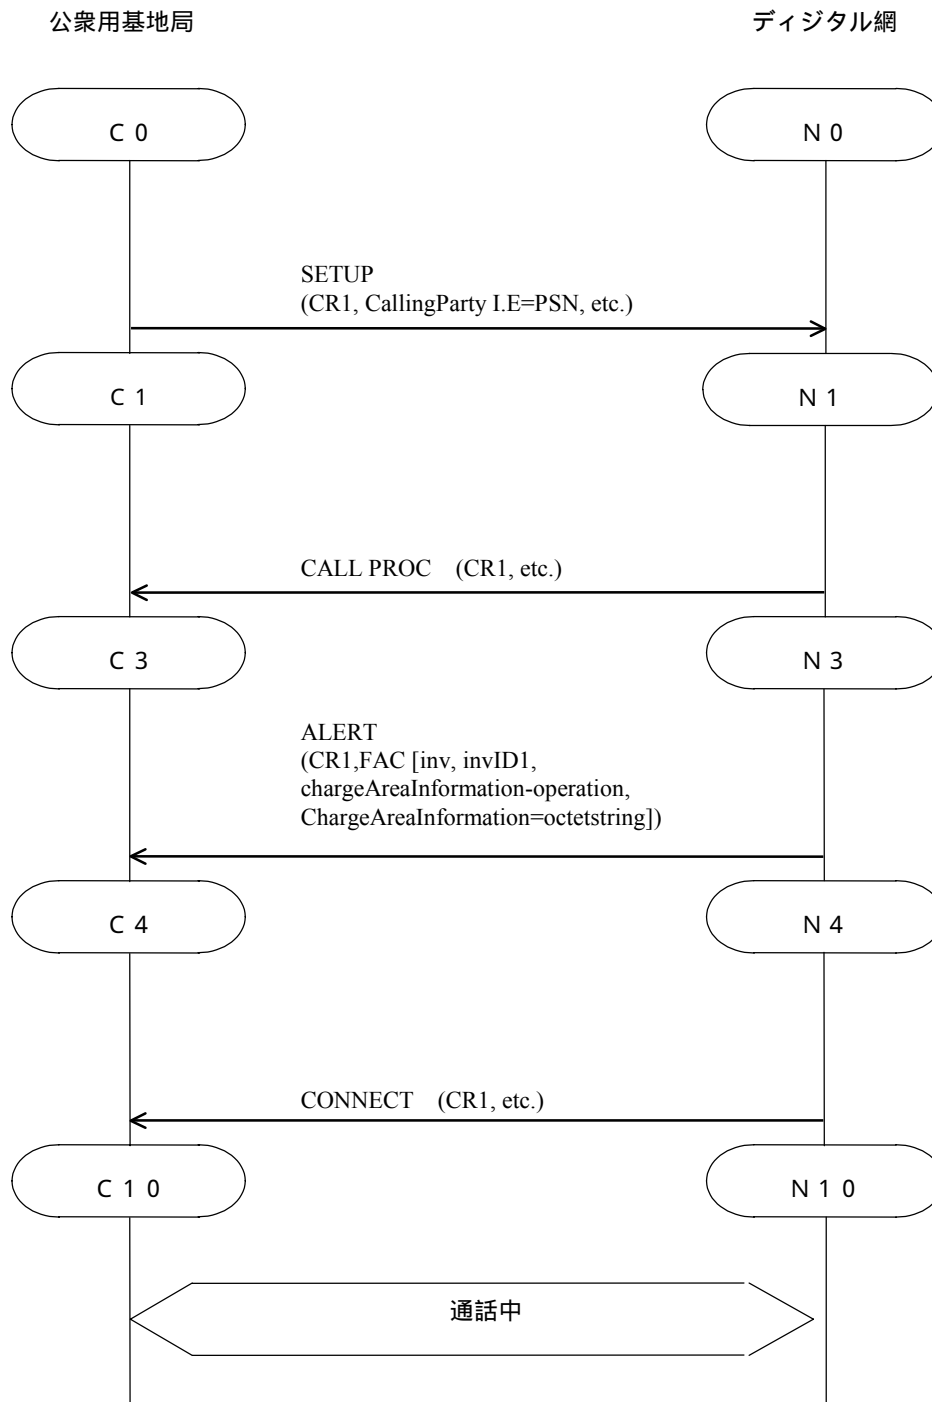 公衆用基地局
ディジタル網
C 0
N 0
SETUP
(CR1, CallingParty I.E=PSN, etc.)
C 1
N 1
CALL PROC (CR1, etc.)
C 3
N 3
ALERT
(CR1,FAC [inv, invID1,
chargeAreaInformation-operation,
ChargeAreaInformation=octetstring])
C 4
N 4
CONNECT (CR1, etc.)
C 1 0
N 1 0
通話中